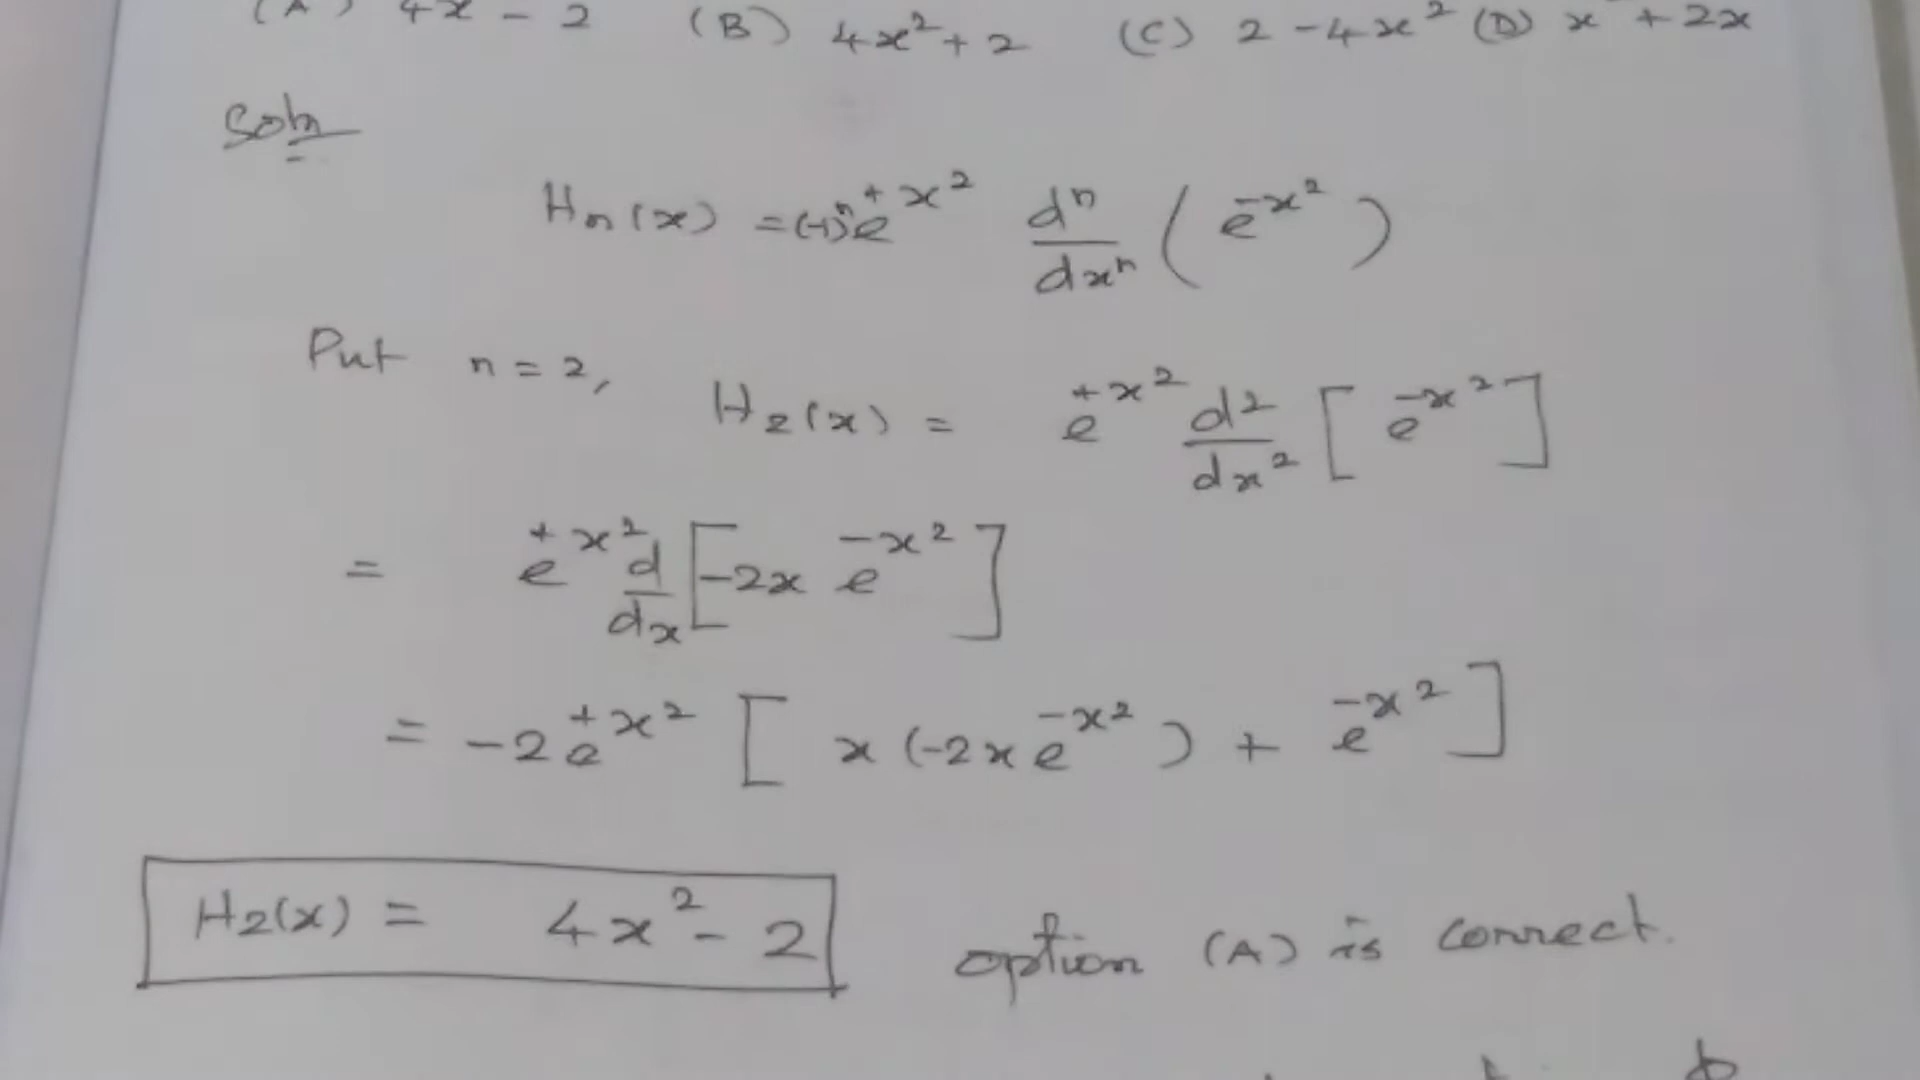 (A) 4x - 2 (B) 4x² + 2 (C) 2 - 4x² (D) x + 2x
Soln
Hn(x) = (-1)ⁿ e^{+x²} dⁿ/dxⁿ ( e^{-x²} )
Put n = 2, H₂(x) = e^{+x²} d²/dx² [ e^{-x²} ]
= e^{+x²} d/dx [ -2x e^{-x²} ]
= -2 e^{+x²} [ x (-2x e^{-x²} ) + e^{-x²} ]
H₂(x) = 4x² - 2 option (A) is correct.